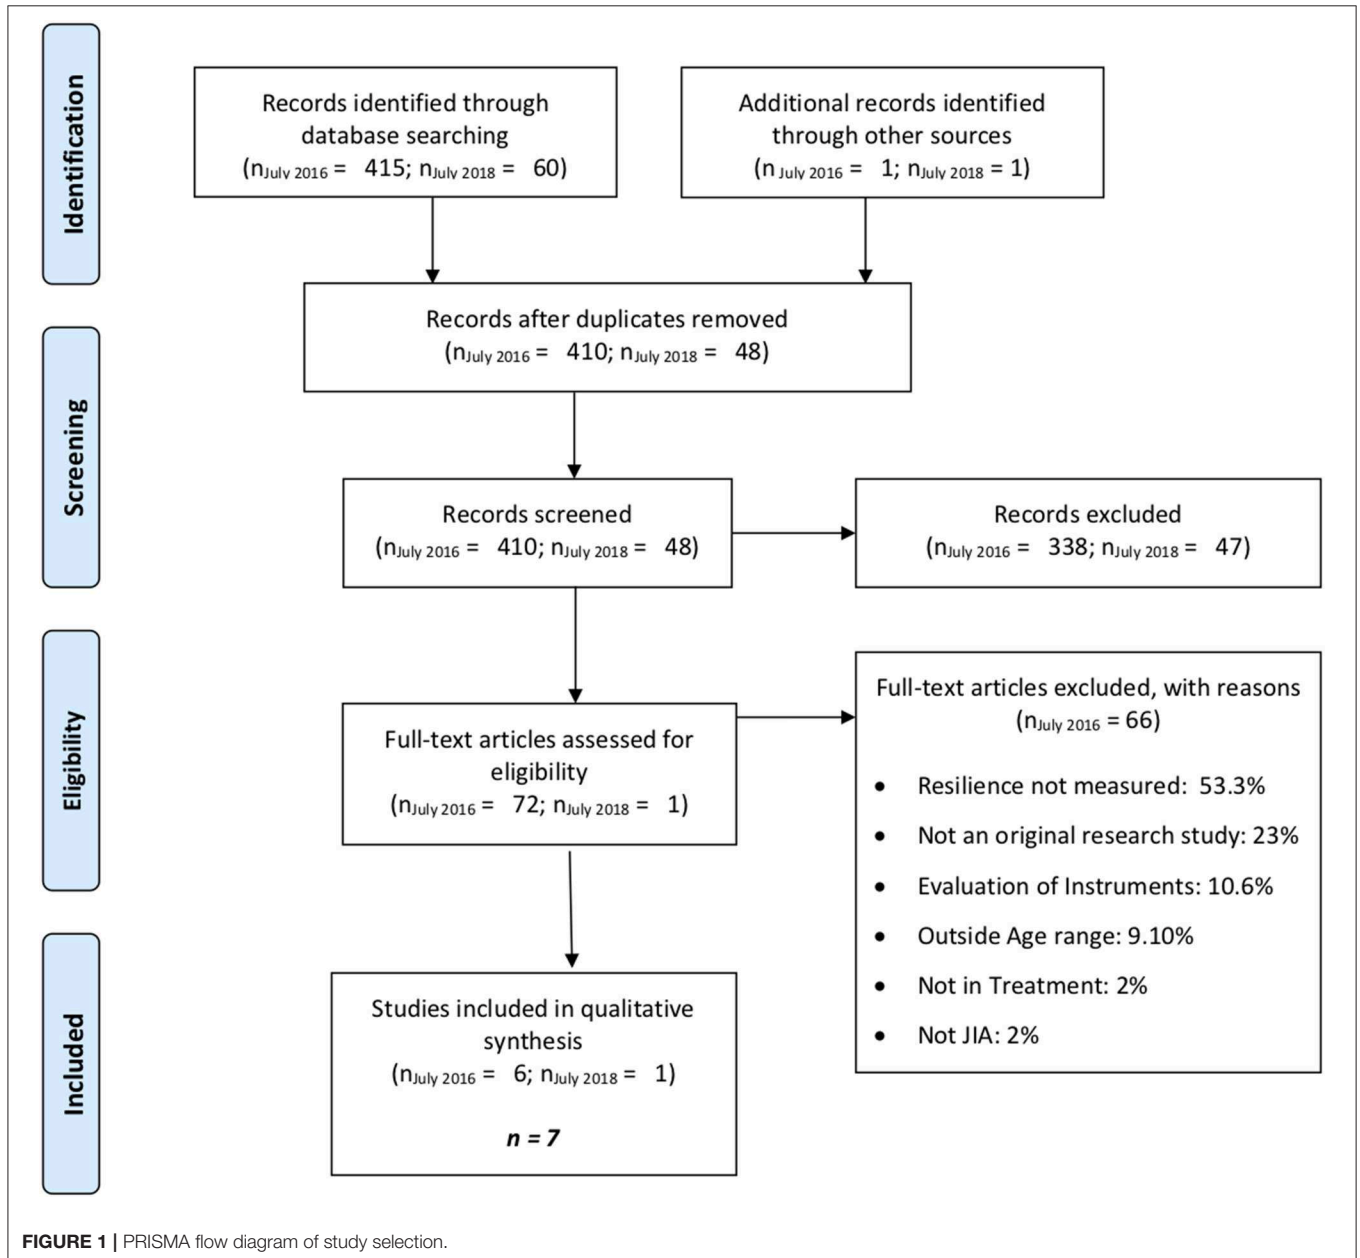 Identification
Records identified through
database searching
(nJuly 2016 = 415; nJuly 2018 = 60)
Additional records identified
through other sources
(n July 2016 = 1; nJuly 2018 = 1)
Records after duplicates removed
(nJuly 2016 = 410; nJuly 2018 = 48)
Screening
Records screened
(nJuly 2016 = 410; nJuly 2018 = 48)
Records excluded
(nJuly 2016 = 338; nJuly 2018 = 47)
Eligibility
Full-text articles assessed for
eligibility
(nJuly 2016 = 72; nJuly 2018 = 1)
Full-text articles excluded, with reasons
(nJuly 2016 = 66)
• Resilience not measured: 53.3%
• Not an original research study: 23%
• Evaluation of Instruments: 10.6%
• Outside Age range: 9.10%
• Not in Treatment: 2%
• Not JIA: 2%
Included
Studies included in qualitative
synthesis
(nJuly 2016 = 6; nJuly 2018 = 1)
n = 7
FIGURE 1 | PRISMA flow diagram of study selection.